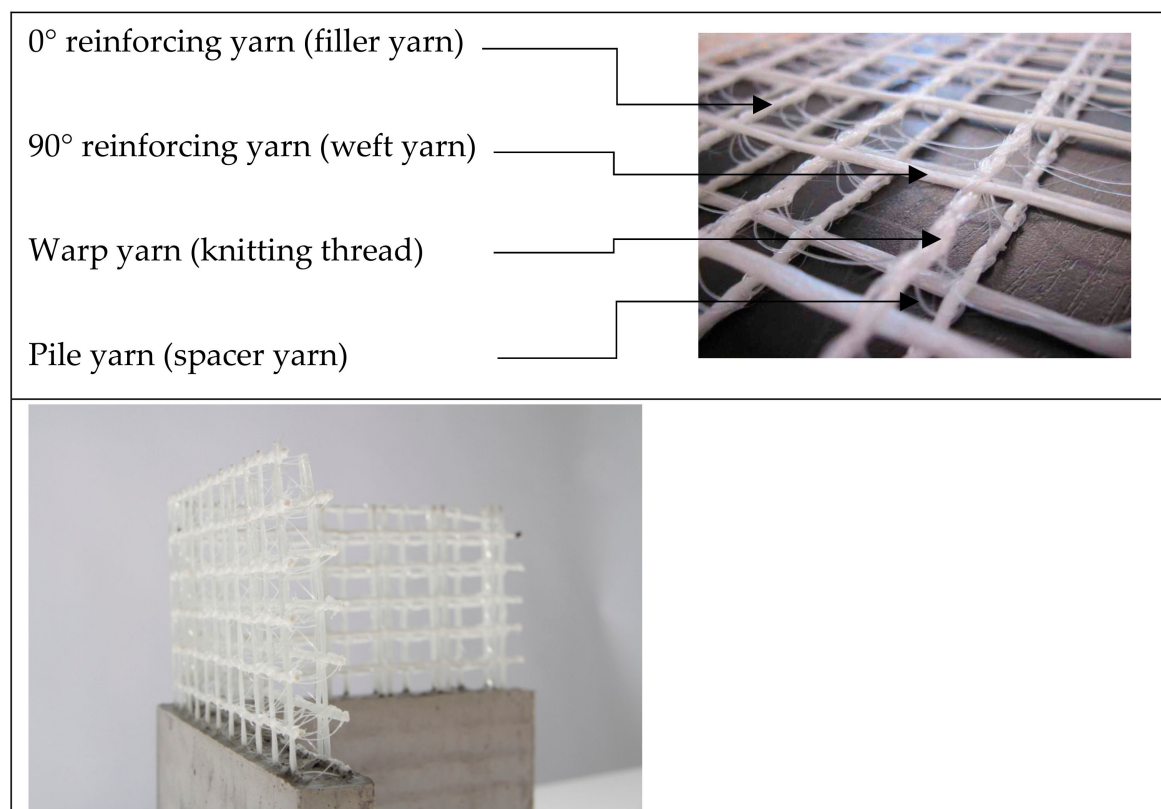 0° reinforcing yarn (filler yarn)
90° reinforcing yarn (weft yarn)
Warp yarn (knitting thread)
Pile yarn (spacer yarn)